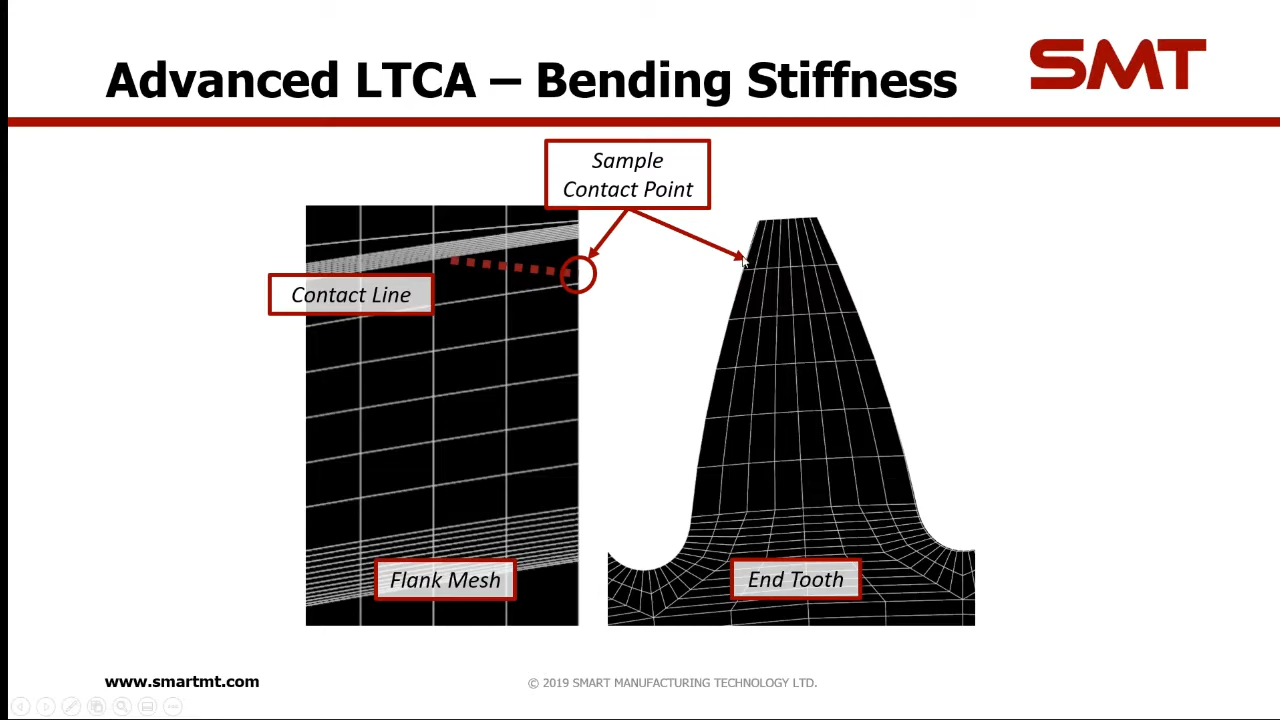 Advanced LTCA – Bending Stiffness
SMT
Sample
Contact Point
Contact Line
Flank Mesh
End Tooth
www.smartmt.com
© 2019 SMART MANUFACTURING TECHNOLOGY LTD.